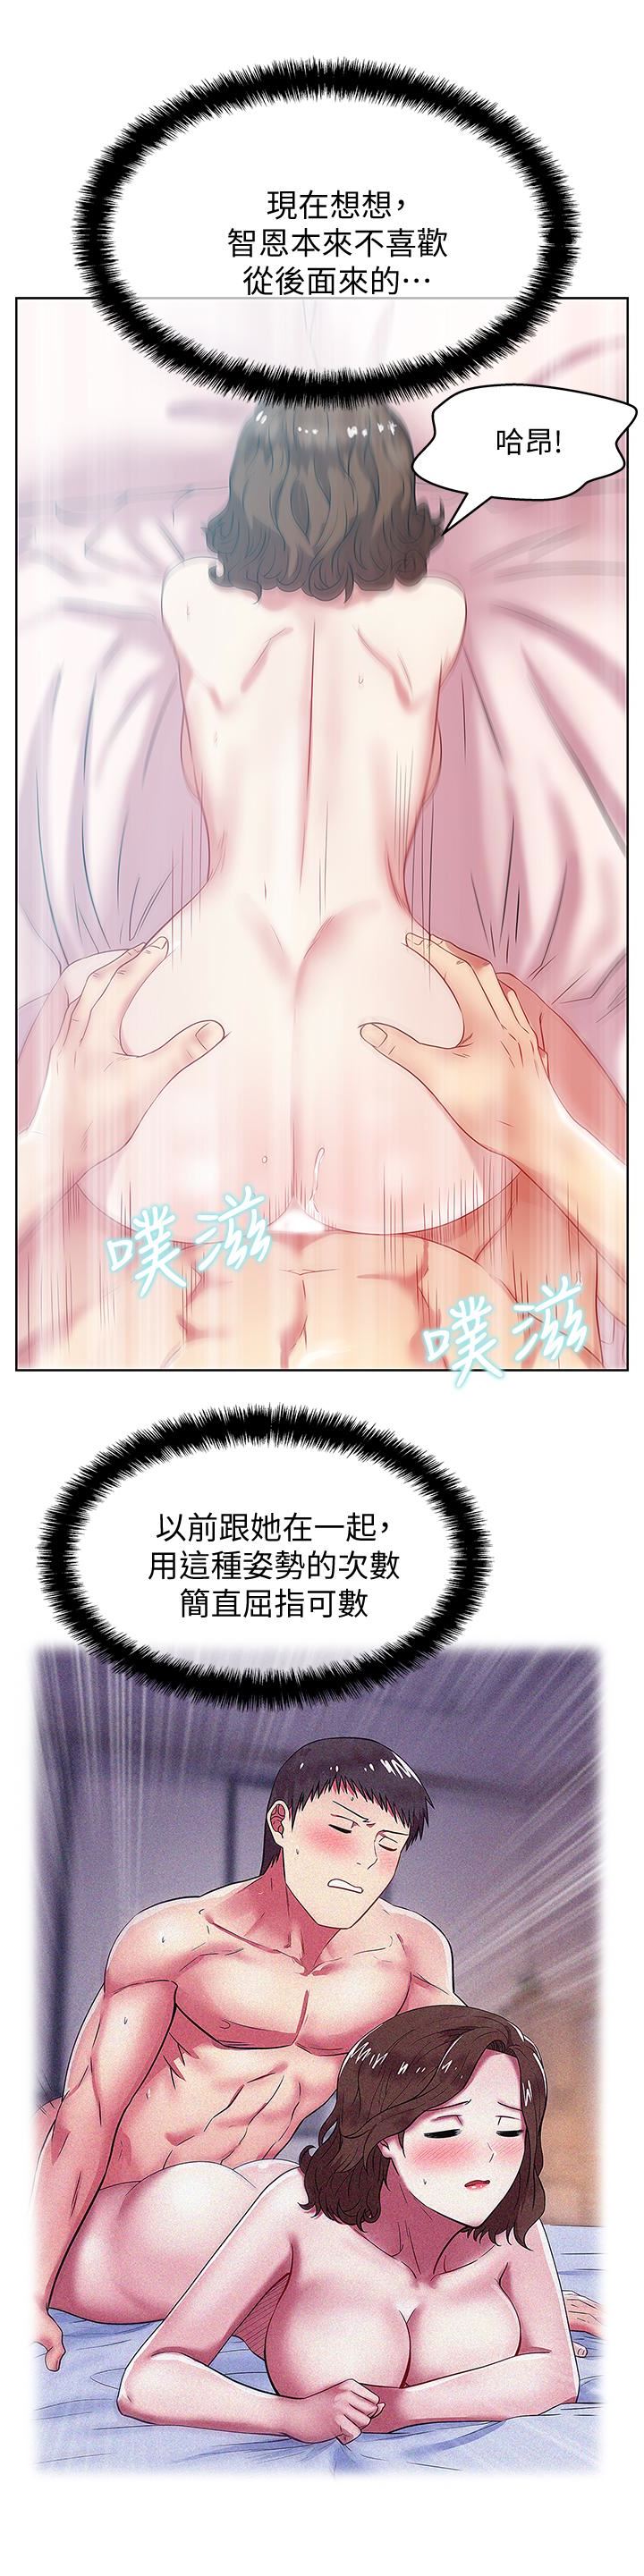 現在想想，
智恩本來不喜歡
從後面來的…
哈昂!
噗滋
噗滋
以前跟她在一起，
用這種姿勢的次數
簡直屈指可數